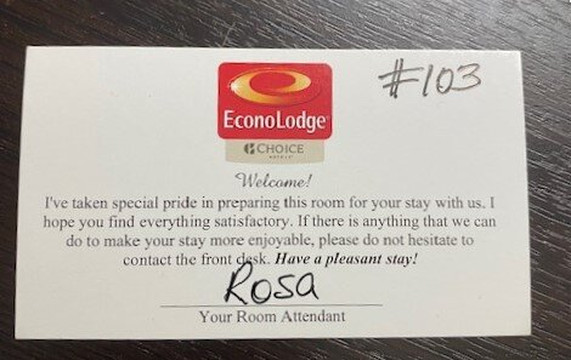 #103
EconoLodge
CHOICE
HOTELS
Welcome!
I've taken special pride in preparing this room for your stay with us. I
hope you find everything satisfactory. If there is anything that we can
do to make your stay more enjoyable, please do not hesitate to
contact the front desk. Have a pleasant stay!
Rosa
Your Room Attendant